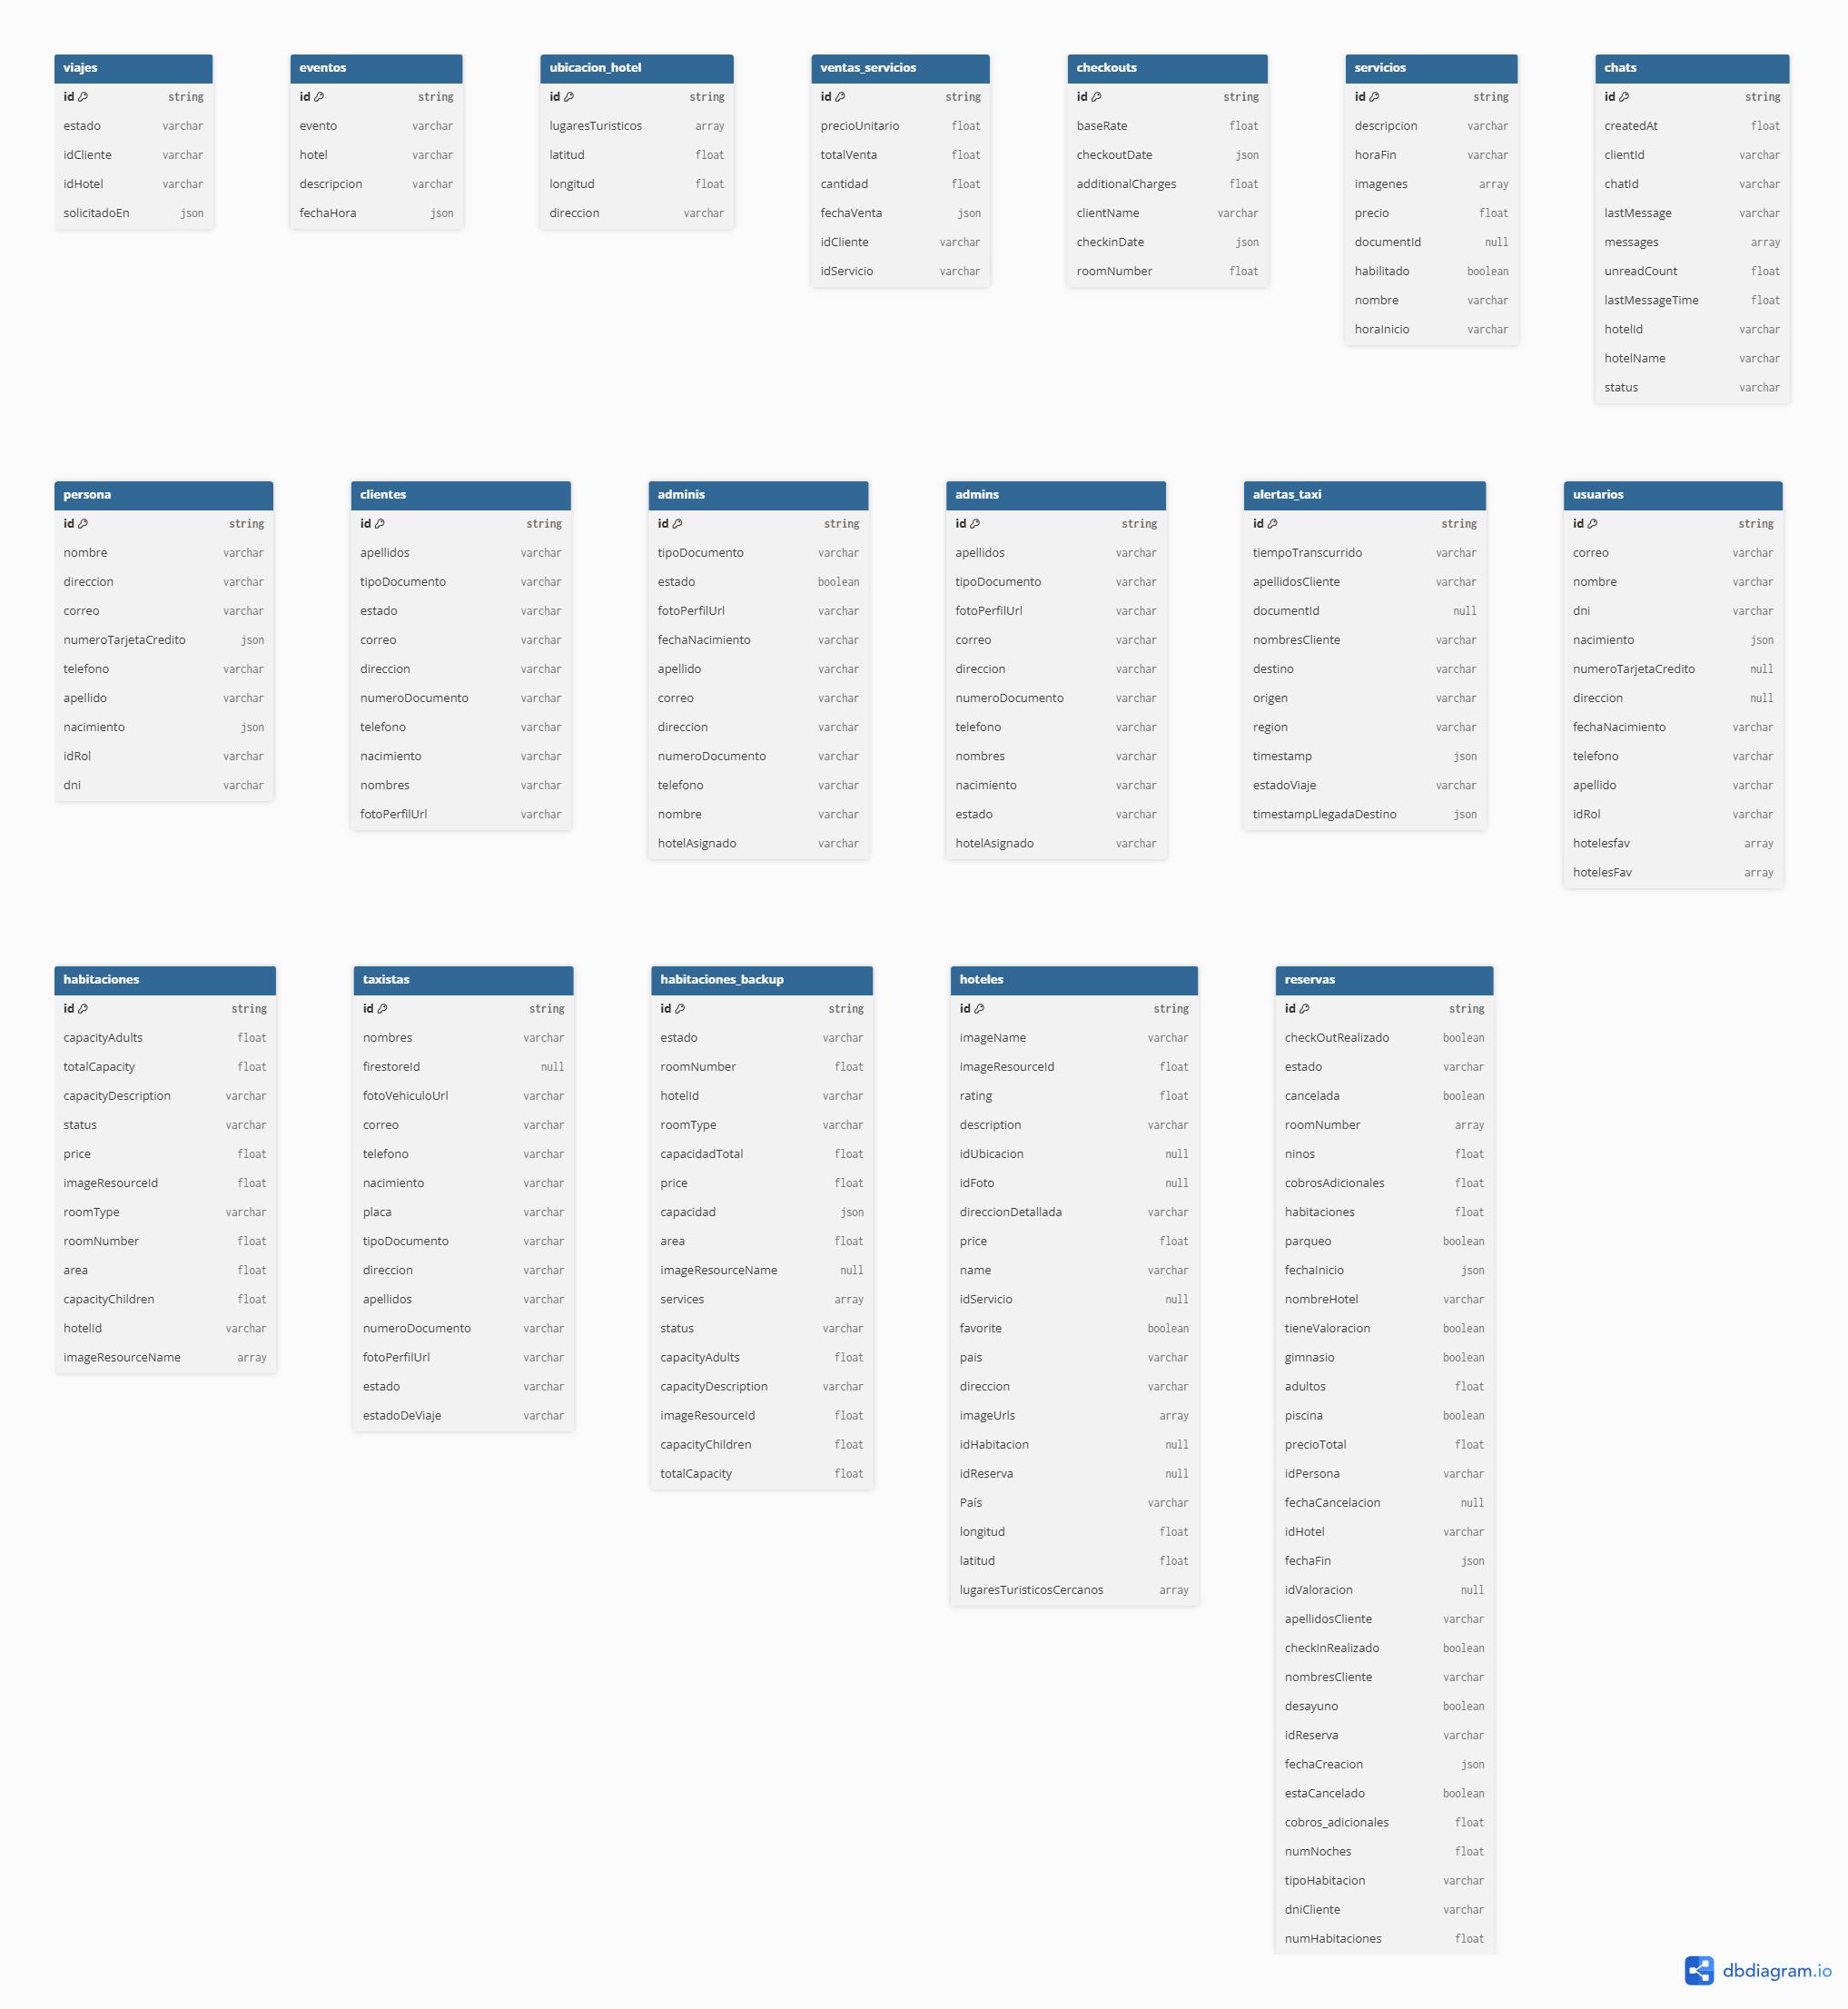 viajes
id string
estado varchar
idCliente varchar
idHotel varchar
solicitadoEn json
eventos
id string
evento varchar
hotel varchar
descripcion varchar
fechaHora json
ubicacion_hotel
id string
lugaresTuristicos array
latitud float
longitud float
direccion varchar
ventas_servicios
id string
precioUnitario float
totalVenta float
cantidad float
fechaVenta json
idCliente varchar
idServicio varchar
checkouts
id string
baseRate float
checkoutDate json
additionalCharges float
clientName varchar
checkinDate json
roomNumber float
servicios
id string
descripcion varchar
horaFin varchar
imagenes array
precio float
documentId null
habilitado boolean
nombre varchar
horaInicio varchar
chats
id string
createdAt float
clientId varchar
chatId varchar
lastMessage varchar
messages array
unreadCount float
lastMessageTime float
hotelId varchar
hotelName varchar
status varchar
persona
id string
nombre varchar
direccion varchar
correo varchar
numeroTarjetaCredito json
telefono varchar
apellido varchar
nacimiento json
idRol varchar
dni varchar
clientes
id string
apellidos varchar
tipoDocumento varchar
estado varchar
correo varchar
direccion varchar
numeroDocumento varchar
telefono varchar
nacimiento varchar
nombres varchar
fotoPerfilUrl varchar
adminis
id string
tipoDocumento varchar
estado boolean
fotoPerfilUrl varchar
fechaNacimiento varchar
apellido varchar
correo varchar
direccion varchar
numeroDocumento varchar
telefono varchar
nombre varchar
hotelAsignado varchar
admins
id string
apellidos varchar
tipoDocumento varchar
fotoPerfilUrl varchar
correo varchar
direccion varchar
numeroDocumento varchar
telefono varchar
nombres varchar
nacimiento varchar
estado varchar
hotelAsignado varchar
alertas_taxi
id string
tiempoTranscurrido varchar
apellidosCliente varchar
documentId null
nombresCliente varchar
destino varchar
origen varchar
region varchar
timestamp json
estadoViaje varchar
timestampLlegadaDestino json
usuarios
id string
correo varchar
nombre varchar
dni varchar
nacimiento json
numeroTarjetaCredito null
direccion null
fechaNacimiento varchar
telefono varchar
apellido varchar
idRol varchar
hotelesfav array
hotelesFav array
habitaciones
id string
capacityAdults float
totalCapacity float
capacityDescription varchar
status varchar
price float
imageResourceId float
roomType varchar
roomNumber float
area float
capacityChildren float
hotelId varchar
imageResourceName array
taxistas
id string
nombres varchar
firestoreId null
fotoVehiculoUrl varchar
correo varchar
telefono varchar
nacimiento varchar
placa varchar
tipoDocumento varchar
direccion varchar
apellidos varchar
numeroDocumento varchar
fotoPerfilUrl varchar
estado varchar
estadoDeViaje varchar
habitaciones_backup
id string
estado varchar
roomNumber float
hotelId varchar
roomType varchar
capacidadTotal float
price float
capacidad json
area float
imageResourceName null
services array
status varchar
capacityAdults float
capacityDescription varchar
imageResourceId float
capacityChildren float
totalCapacity float
hoteles
id string
imageName varchar
imageResourceId float
rating float
description varchar
idUbicacion null
idFoto null
direccionDetallada varchar
price float
name varchar
idServicio null
favorite boolean
pais varchar
direccion varchar
imageUrls array
idHabitacion null
idReserva null
País varchar
longitud float
latitud float
lugaresTuristicosCercanos array
reservas
id string
checkOutRealizado boolean
estado varchar
cancelada boolean
roomNumber array
ninos float
cobrosAdicionales float
habitaciones float
parqueo boolean
fechaInicio json
nombreHotel varchar
tieneValoracion boolean
gimnasio boolean
adultos float
piscina boolean
precioTotal float
idPersona varchar
fechaCancelacion null
idHotel varchar
fechaFin json
idValoracion null
apellidosCliente varchar
checkInRealizado boolean
nombresCliente varchar
desayuno boolean
idReserva varchar
fechaCreacion json
estaCancelado boolean
cobros_adicionales float
numNoches float
tipoHabitacion varchar
dniCliente varchar
numHabitaciones float
dbdiagram.io